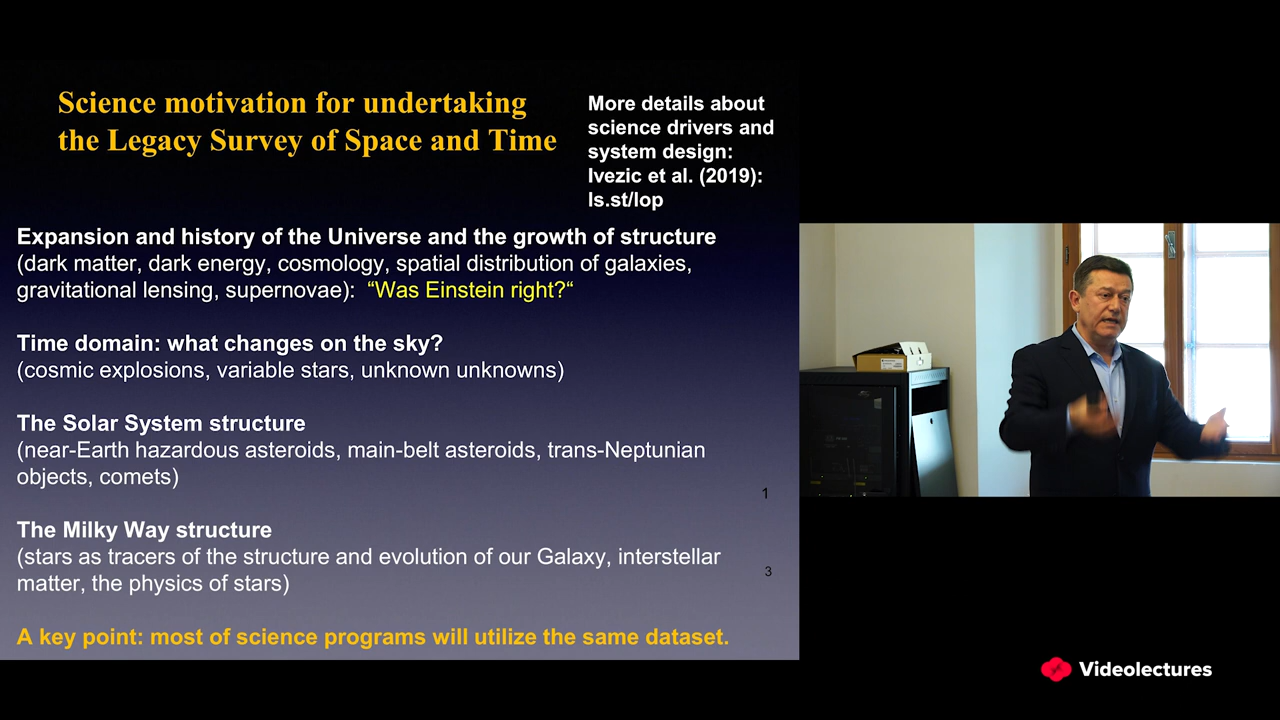 Science motivation for undertaking
the Legacy Survey of Space and Time
More details about
science drivers and
system design:
Ivezic et al. (2019):
ls.st/lop
Expansion and history of the Universe and the growth of structure
(dark matter, dark energy, cosmology, spatial distribution of galaxies,
gravitational lensing, supernovae): “Was Einstein right?“
Time domain: what changes on the sky?
(cosmic explosions, variable stars, unknown unknowns)
The Solar System structure
(near-Earth hazardous asteroids, main-belt asteroids, trans-Neptunian
objects, comets)
1
The Milky Way structure
(stars as tracers of the structure and evolution of our Galaxy, interstellar
matter, the physics of stars)
3
A key point: most of science programs will utilize the same dataset.
Videolectures